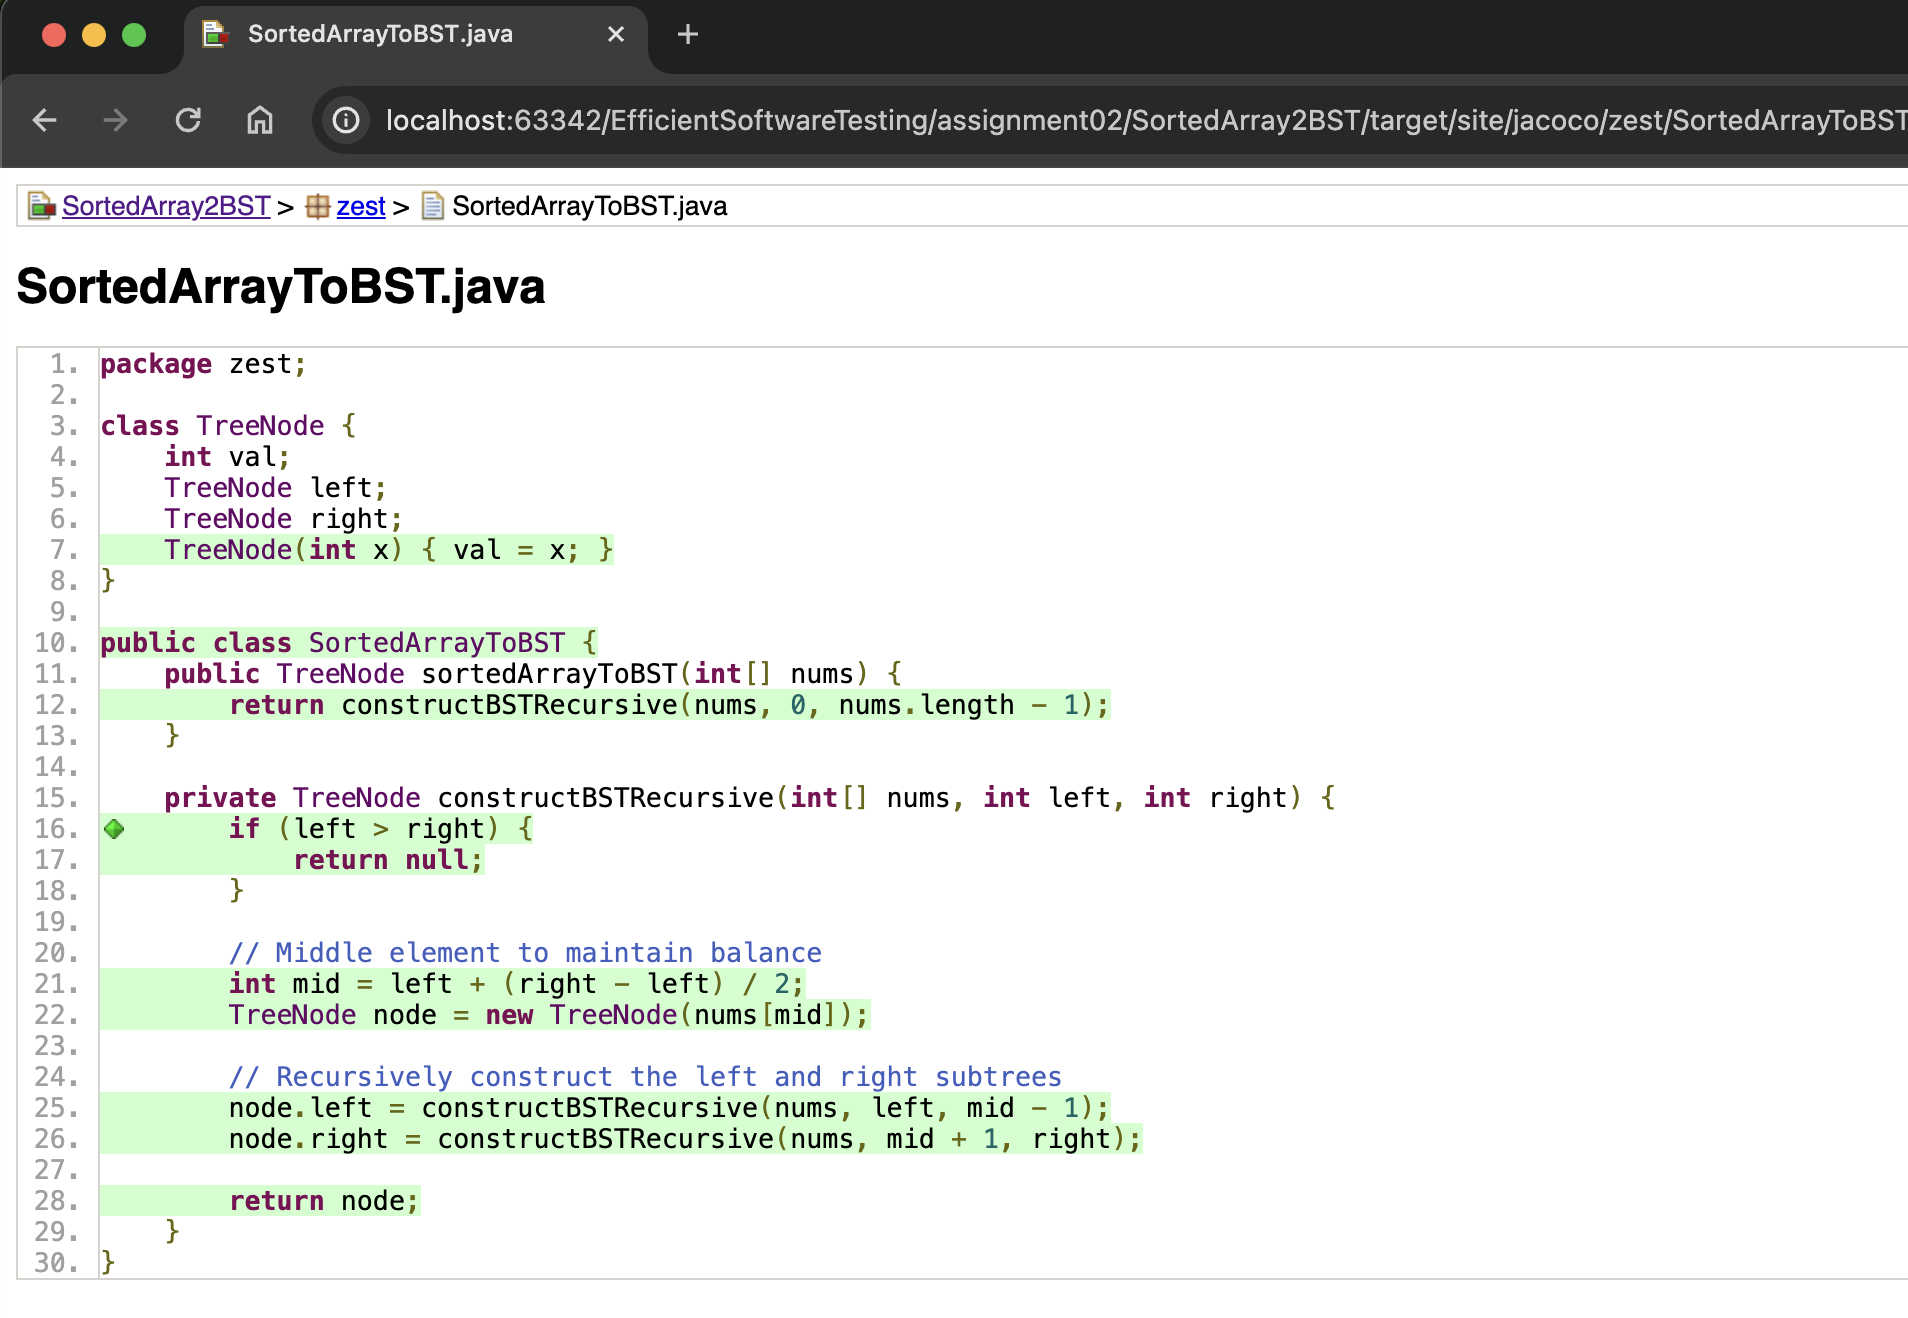 SortedArrayToBST.java
localhost:63342/EfficientSoftwareTesting/assignment02/SortedArray2BST/target/site/jacoco/zest/SortedArrayToBST
SortedArray2BST > zest > SortedArrayToBST.java
SortedArrayToBST.java
1. package zest;
2.
3. class TreeNode {
4.     int val;
5.     TreeNode left;
6.     TreeNode right;
7.     TreeNode(int x) { val = x; }
8. }
9.
10. public class SortedArrayToBST {
11.     public TreeNode sortedArrayToBST(int[] nums) {
12.         return constructBSTRecursive(nums, 0, nums.length - 1);
13.     }
14.
15.     private TreeNode constructBSTRecursive(int[] nums, int left, int right) {
16.         if (left > right) {
17.             return null;
18.         }
19.
20.         // Middle element to maintain balance
21.         int mid = left + (right - left) / 2;
22.         TreeNode node = new TreeNode(nums[mid]);
23.
24.         // Recursively construct the left and right subtrees
25.         node.left = constructBSTRecursive(nums, left, mid - 1);
26.         node.right = constructBSTRecursive(nums, mid + 1, right);
27.
28.         return node;
29.     }
30. }